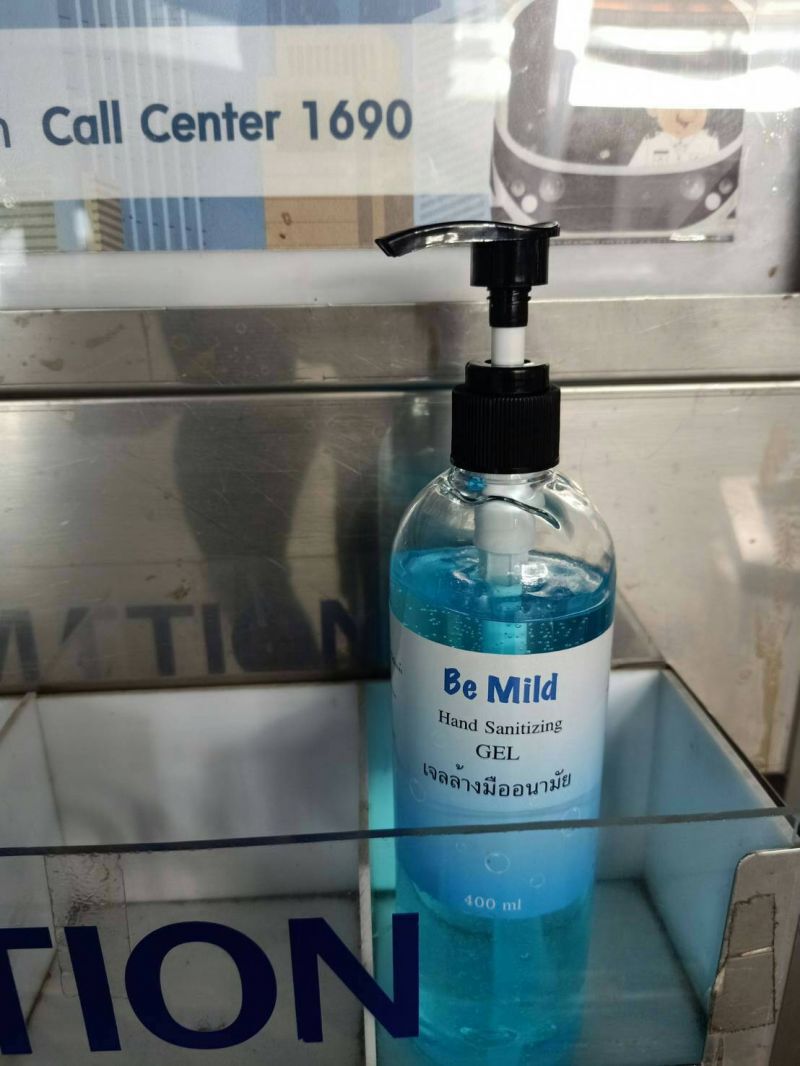 Call Center 1690
Be Mild
Hand Sanitizing
GEL
เจลล้างมืออนามัย
400 ml
TION